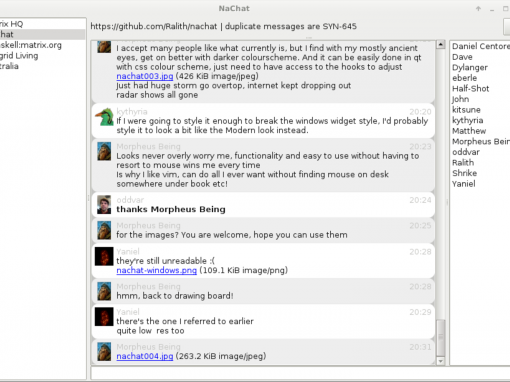 NaChat
https://github.com/Ralith/nachat | duplicate messages are SYN-645
rix HQ
hat
skell:matrix.org
grid Living
tralia
I accept many people like what currently is, but I find with my mostly ancient
eyes, get on better with darker colourscheme. And it can be easily done in qt
with css colour scheme, just need to have access to the hooks to adjust
nachat003.jpg (426 KiB image/jpeg)
Just had huge storm go overtop, internet kept dropping out
radar shows all gone
kythyria 20:20
If I were going to style it enough to break the windows widget style, I'd probably
style it to look a bit like the Modern look instead.
Morpheus Being 20:23
Looks never overly worry me, functionality and easy to use without having to
resort to mouse wins me every time
Is why I like vim, can do all I ever want without finding mouse on desk
somewhere under book etc!
oddvar 20:24
thanks Morpheus Being
Morpheus Being 20:25
for the images? You are welcome, hope you can use them
Yaniel 20:28
they're still unreadable :(
nachat-windows.png (109.1 KiB image/png)
Morpheus Being 20:28
hmm, back to drawing board!
Yaniel 20:29
there's the one I referred to earlier
quite low res too
Morpheus Being 20:31
nachat004.jpg (263.2 KiB image/jpeg)
Daniel Centore
Dave
Dylanger
eberle
Half-Shot
John
kitsune
kythyria
Matthew
Morpheus Bein
oddvar
Ralith
Shrike
Yaniel